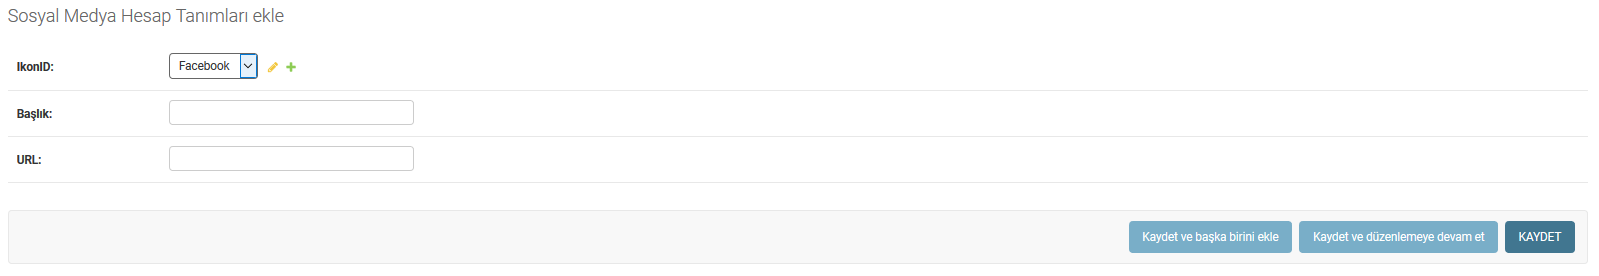 Sosyal Medya Hesap Tanımları ekle
IkonID: Facebook
Başlık:
URL:
Kaydet ve başka birini ekle Kaydet ve düzenlemeye devam et KAYDET